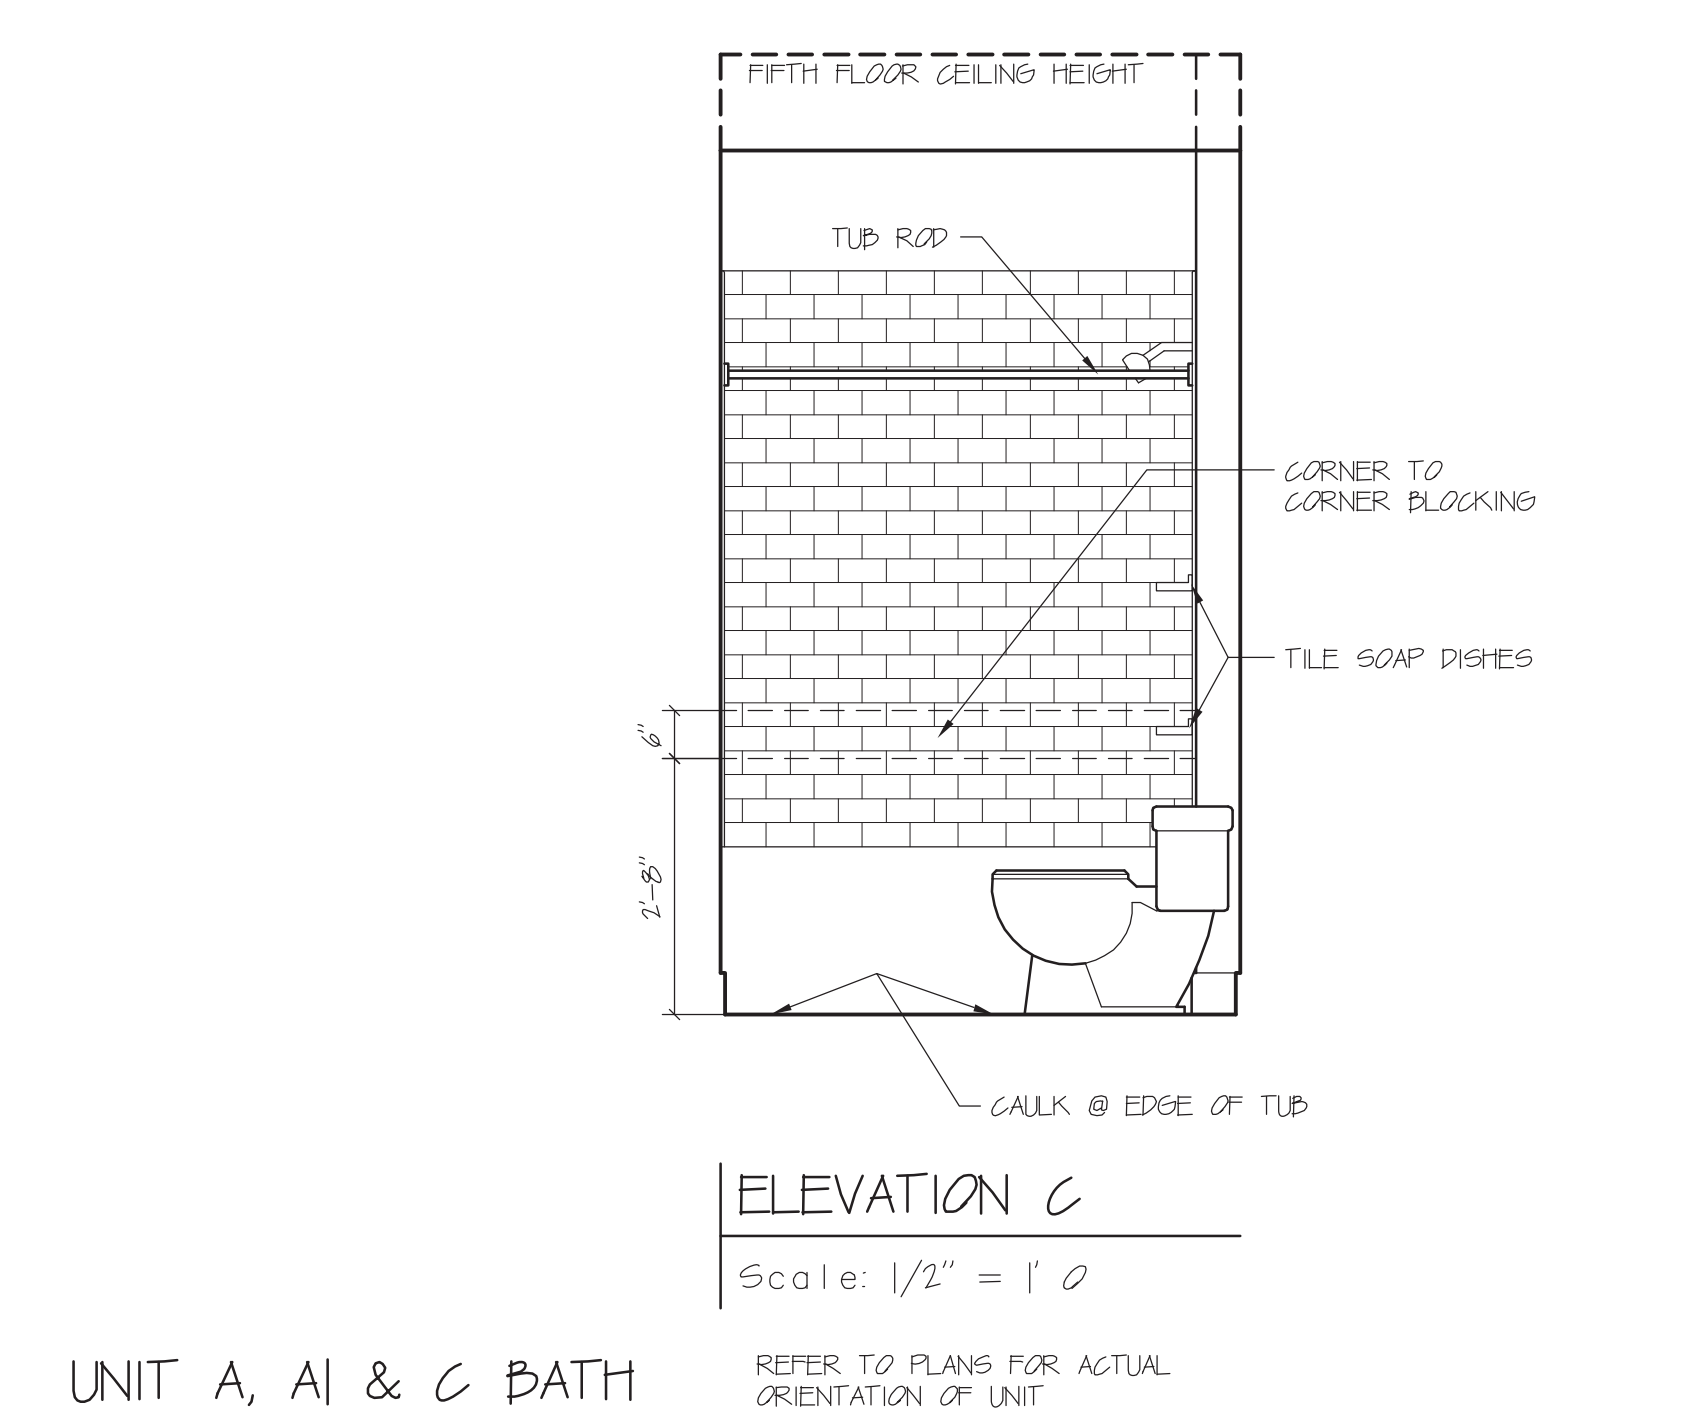 FIFTH FLOOR CEILING HEIGHT
TUB ROD
CORNER TO
CORNER BLOCKING
TILE SOAP DISHES
6"
2'-8"
CAULK @ EDGE OF TUB
ELEVATION C
Scale: 1/2" = 1' 0
UNIT A, A1 & C BATH
REFER TO PLANS FOR ACTUAL
ORIENTATION OF UNIT